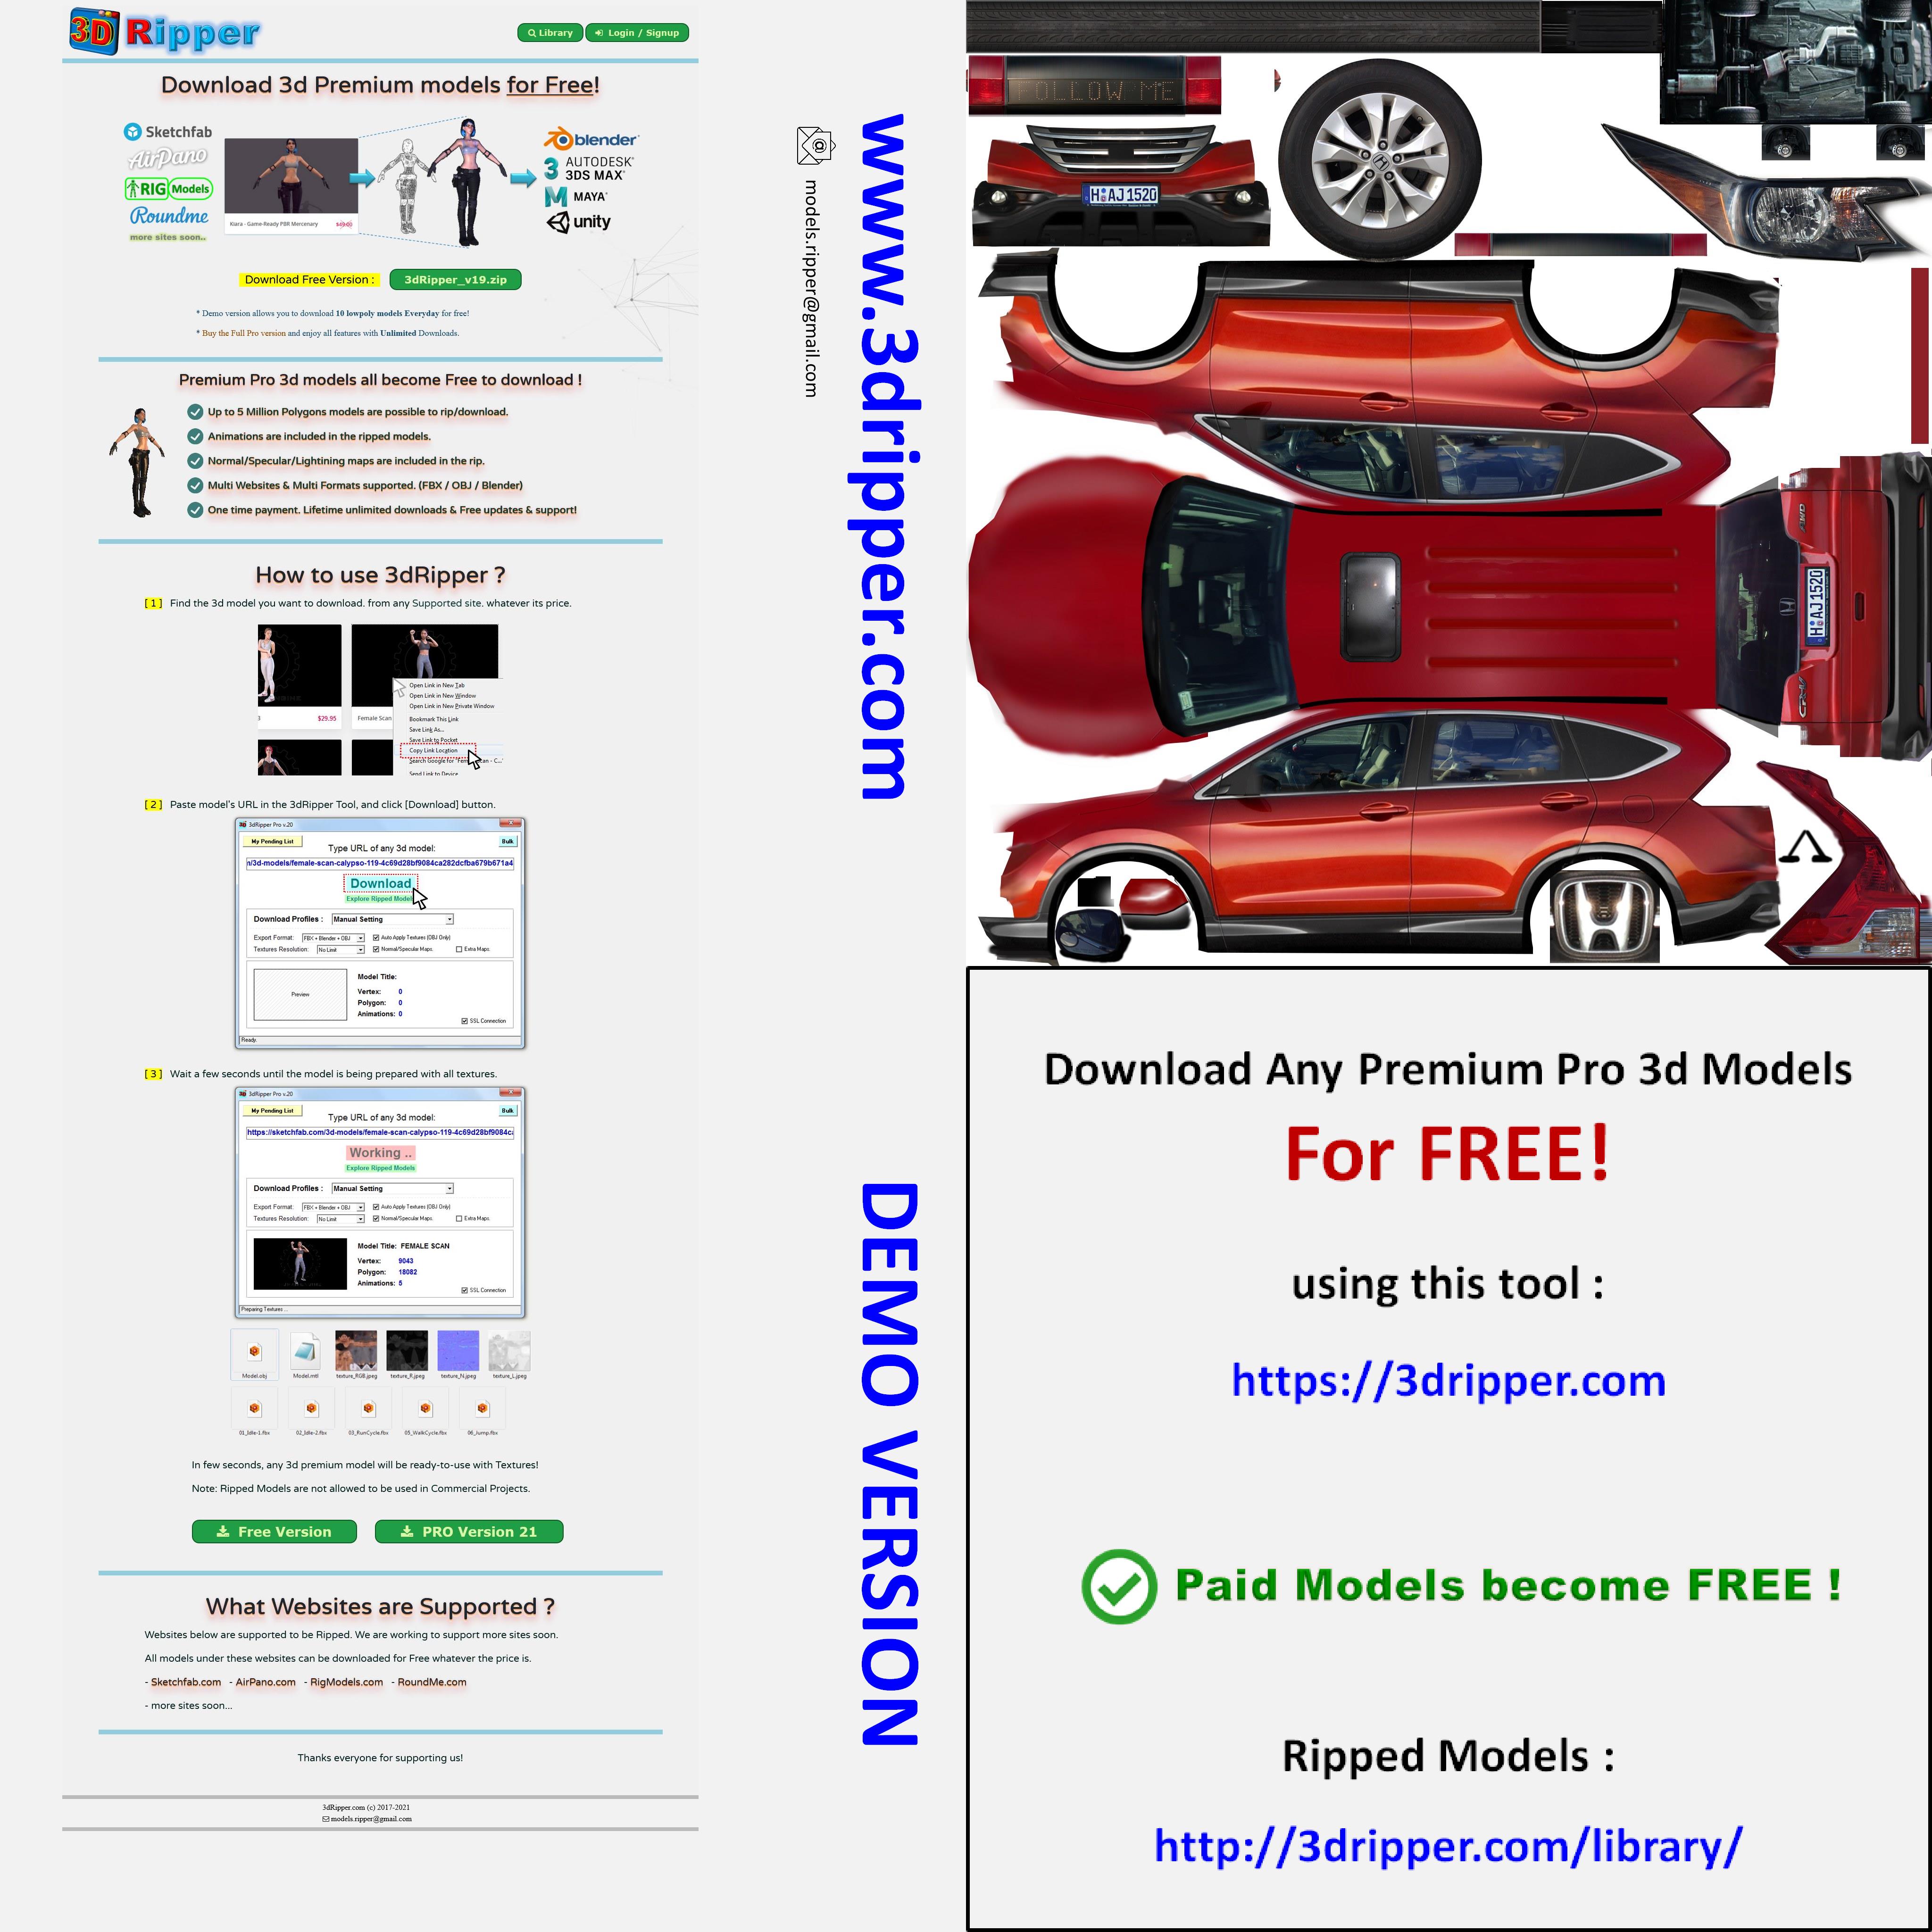 3D Ripper
Library
Login / Signup
Download 3d Premium models for Free!
Sketchfab
AirPano
RIG Models
Roundme
more sites soon..
Kiara - Game-Ready PBR Mercenary
blender
AUTODESK
3DS MAX
MAYA
unity
Download Free Version :
3dRipper_v19.zip
* Demo version allows you to download 10 lowpoly models Everyday for free!
* Buy the Full Pro version and enjoy all features with Unlimited Downloads.
Premium Pro 3d models all become Free to download !
Up to 5 Million Polygons models are possible to rip/download.
Animations are included in the ripped models.
Normal/Specular/Lightining maps are included in the rip.
Multi Websites & Multi Formats supported. (FBX / OBJ / Blender)
One time payment. Lifetime unlimited downloads & Free updates & support!
How to use 3dRipper ?
[ 1 ] Find the 3d model you want to download. from any Supported site. whatever its price.
$29.95
Female Scan
Open Link in New Tab
Open Link in New Window
Open Link in New Private Window
Bookmark This Link
Save Link As...
Save Link to Pocket
Copy Link Location
Search Google for
Send Link to Device
[ 2 ] Paste model's URL in the 3dRipper Tool, and click [Download] button.
3dRipper Pro v.20
My Pending List
Bulk
Type URL of any 3d model:
n/3d-models/female-scan-calypso-119-4c69d28bf9084ca282dcfba679b671a4
Download
Explore Ripped Models
Download Profiles : Manual Setting
Export Format: FBX + Blender + OBJ Auto Apply Textures (OBJ Only)
Textures Resolution: No Limit Normal/Specular Maps. Extra Maps.
Preview
Model Title:
Vertex: 0
Polygon: 0
Animations: 0
SSL Connection
Ready.
[ 3 ] Wait a few seconds until the model is being prepared with all textures.
3dRipper Pro v.20
My Pending List
Bulk
Type URL of any 3d model:
https://sketchfab.com/3d-models/female-scan-calypso-119-4c69d28bf9084c
Working ..
Explore Ripped Models
Download Profiles : Manual Setting
Export Format: FBX + Blender + OBJ Auto Apply Textures (OBJ Only)
Textures Resolution: No Limit Normal/Specular Maps. Extra Maps.
Model Title: FEMALE SCAN
Vertex: 9043
Polygon: 18082
Animations: 5
SSL Connection
Preparing Textures ...
Model.obj Model.mtl texture_RGB.jpeg texture_R.jpeg texture_N.jpeg texture_L.jpeg
01_Idle-1.fbx 02_Idle-2.fbx 03_RunCycle.fbx 05_WalkCycle.fbx 06_Jump.fbx
In few seconds, any 3d premium model will be ready-to-use with Textures!
Note: Ripped Models are not allowed to be used in Commercial Projects.
Free Version
PRO Version 21
What Websites are Supported ?
Websites below are supported to be Ripped. We are working to support more sites soon.
All models under these websites can be downloaded for Free whatever the price is.
- Sketchfab.com - AirPano.com - RigModels.com - RoundMe.com
- more sites soon...
Thanks everyone for supporting us!
3dRipper.com (c) 2017-2021
models.ripper@gmail.com
models.ripper@gmail.com
www.3dripper.com
DEMO VERSION
FOLLOW ME
H AJ 1520
4WD
H AJ 1520
CR-V
Download Any Premium Pro 3d Models
For FREE!
using this tool :
https://3dripper.com
Paid Models become FREE !
Ripped Models :
http://3dripper.com/library/